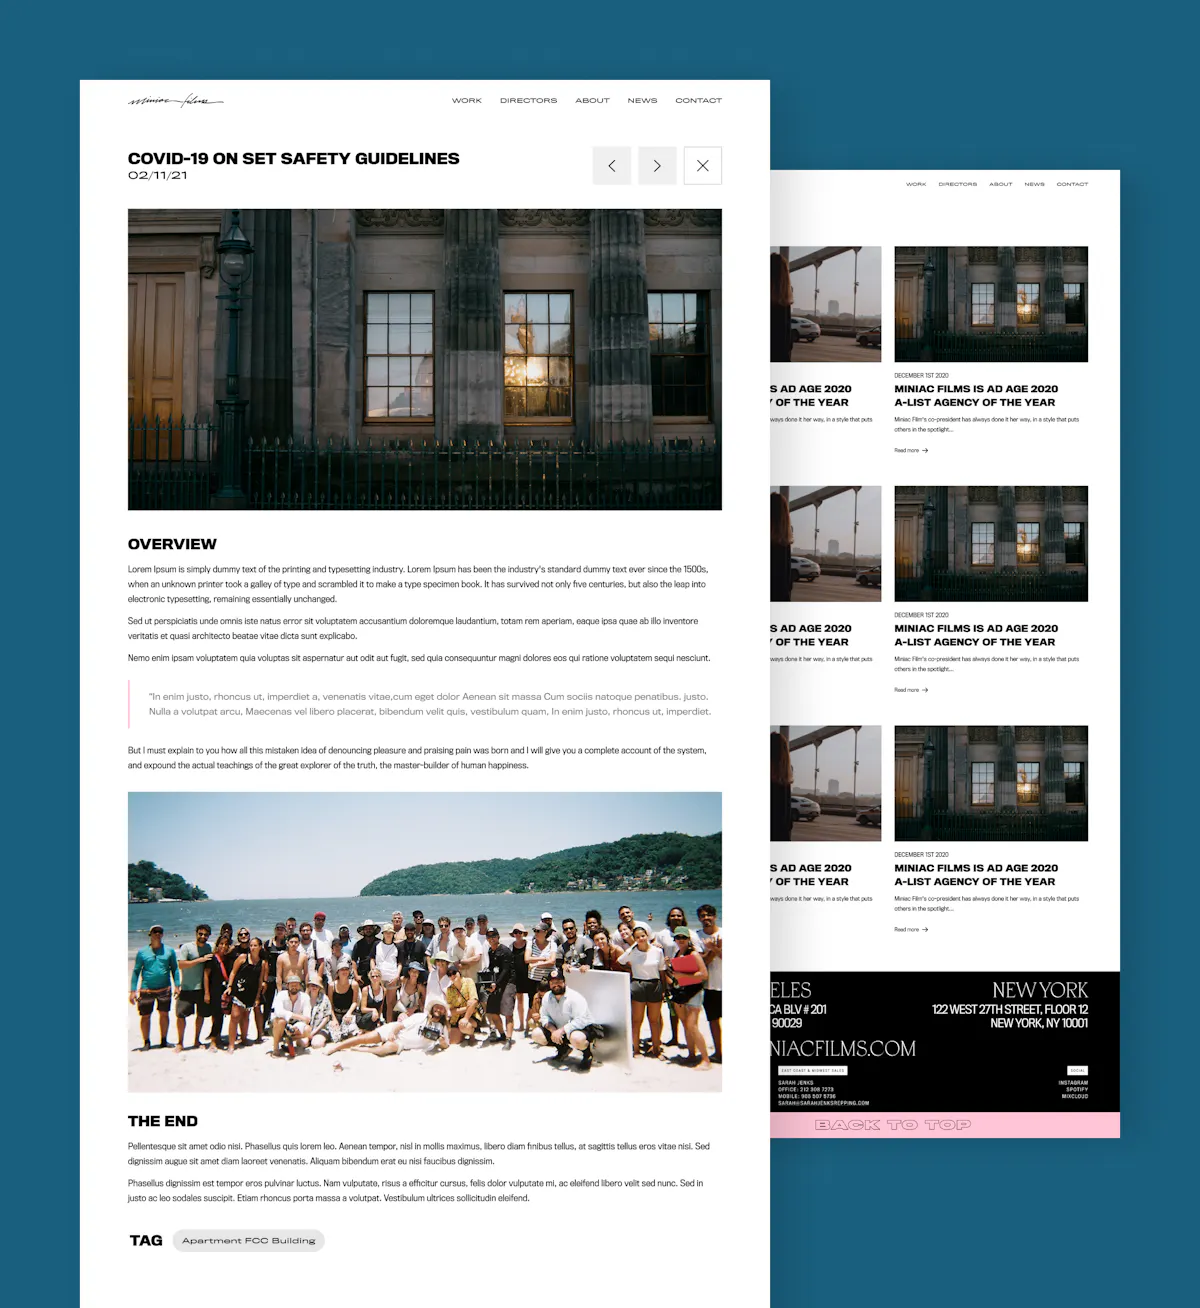 miniac films
WORK DIRECTORS ABOUT NEWS CONTACT
COVID-19 ON SET SAFETY GUIDELINES
02/11/21
OVERVIEW
Lorem Ipsum is simply dummy text of the printing and typesetting industry. Lorem Ipsum has been the industry's standard dummy text ever since the 1500s,
when an unknown printer took a galley of type and scrambled it to make a type specimen book. It has survived not only five centuries, but also the leap into
electronic typesetting, remaining essentially unchanged.
Sed ut perspiciatis unde omnis iste natus error sit voluptatem accusantium doloremque laudantium, totam rem aperiam, eaque ipsa quae ab illo inventore
veritatis et quasi architecto beatae vitae dicta sunt explicabo.
Nemo enim ipsam voluptatem quia voluptas sit aspernatur aut odit aut fugit, sed quia consequuntur magni dolores eos qui ratione voluptatem sequi nesciunt.
"In enim justo, rhoncus ut, imperdiet a, venenatis vitae,cum eget dolor Aenean sit massa Cum sociis natoque penatibus. justo.
Nulla a volutpat arcu, Maecenas vel libero placerat, bibendum velit quis, vestibulum quam, In enim justo, rhoncus ut, imperdiet.
But I must explain to you how all this mistaken idea of denouncing pleasure and praising pain was born and I will give you a complete account of the system,
and expound the actual teachings of the great explorer of the truth, the master-builder of human happiness.
THE END
Pellentesque sit amet odio nisi. Phasellus quis lorem leo. Aenean tempor, nisl in mollis maximus, libero diam finibus tellus, at sagittis tellus eros vitae nisi. Sed
dignissim augue sit amet diam laoreet venenatis. Aliquam bibendum erat eu nisi faucibus dignissim.
Phasellus dignissim est tempor eros pulvinar luctus. Nam vulputate, risus a efficitur cursus, felis dolor vulputate mi, ac eleifend libero velit sed nunc. Sed in
justo ac leo sodales suscipit. Etiam rhoncus porta massa a volutpat. Vestibulum ultrices sollicitudin eleifend.
TAG Apartment FCC Building
WORK DIRECTORS ABOUT NEWS CONTACT
S AD AGE 2020
Y OF THE YEAR
ways done it her way, in a style that puts
DECEMBER 1ST 2020
MINIAC FILMS IS AD AGE 2020
A-LIST AGENCY OF THE YEAR
Miniac Film's co-president has always done it her way, in a style that puts
others in the spotlight...
Read more →
S AD AGE 2020
Y OF THE YEAR
ways done it her way, in a style that puts
DECEMBER 1ST 2020
MINIAC FILMS IS AD AGE 2020
A-LIST AGENCY OF THE YEAR
Miniac Film's co-president has always done it her way, in a style that puts
others in the spotlight...
Read more →
S AD AGE 2020
Y OF THE YEAR
ways done it her way, in a style that puts
DECEMBER 1ST 2020
MINIAC FILMS IS AD AGE 2020
A-LIST AGENCY OF THE YEAR
Miniac Film's co-president has always done it her way, in a style that puts
others in the spotlight...
Read more →
ELES
CA BLV # 201
90029
NEW YORK
122 WEST 27TH STREET, FLOOR 12
NEW YORK, NY 10001
NIACFILMS.COM
EAST COAST & MIDWEST SALES
SARAH JENKS
OFFICE: 212 308 7273
MOBILE: 908 507 5736
SARAH@SARAHJENKSREPPING.COM
SOCIAL
INSTAGRAM
SPOTIFY
MIXCLOUD
BACK TO TOP